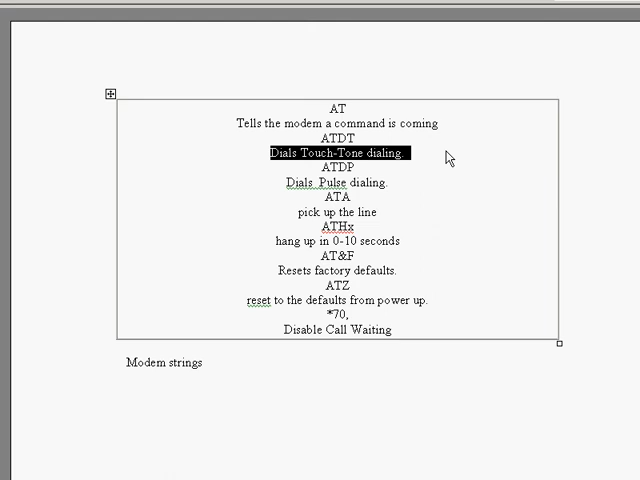 AT
Tells the modem a command is coming
ATDT
Dials Touch-Tone dialing.
ATDP
Dials  Pulse dialing.
ATA
pick up the line
ATHx
hang up in 0-10 seconds
AT&F
Resets factory defaults.
ATZ
reset to the defaults from power up.
*70,
Disable Call Waiting
Modem strings